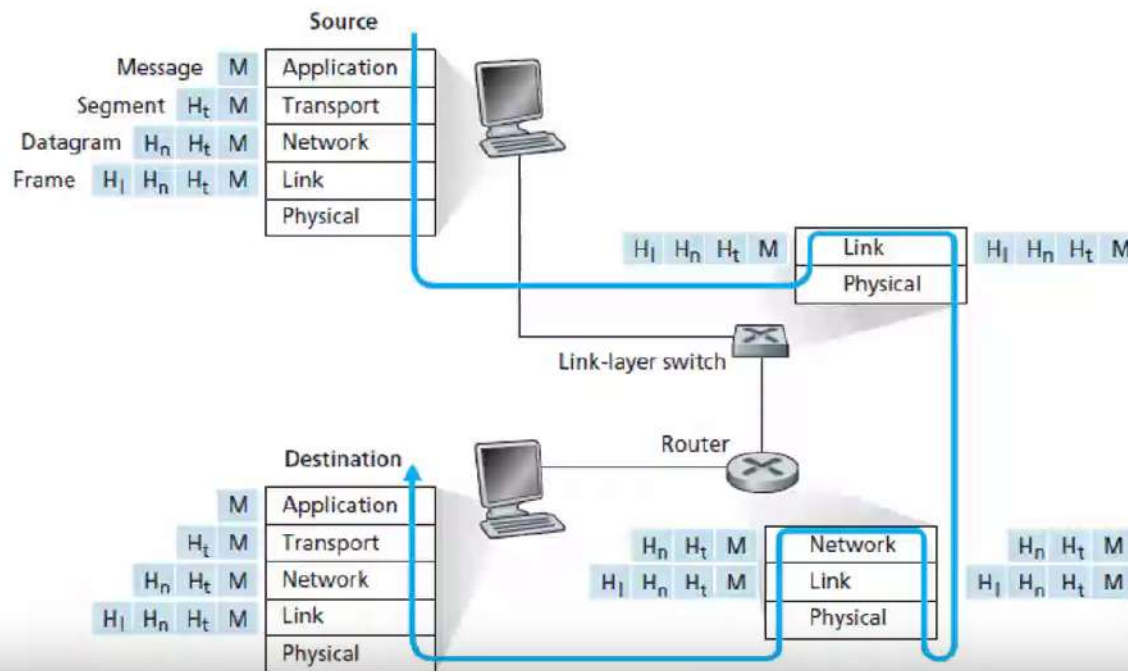 Source
Message M Application
Segment Ht M Transport
Datagram Hn Ht M Network
Frame Hl Hn Ht M Link
Physical
Hl Hn Ht M Link Hl Hn Ht M
Physical
Link-layer switch
Router
Destination
M Application
Ht M Transport
Hn Ht M Network
Hl Hn Ht M Link
Physical
Hn Ht M Network Hn Ht M
Hl Hn Ht M Link Hl Hn Ht M
Physical